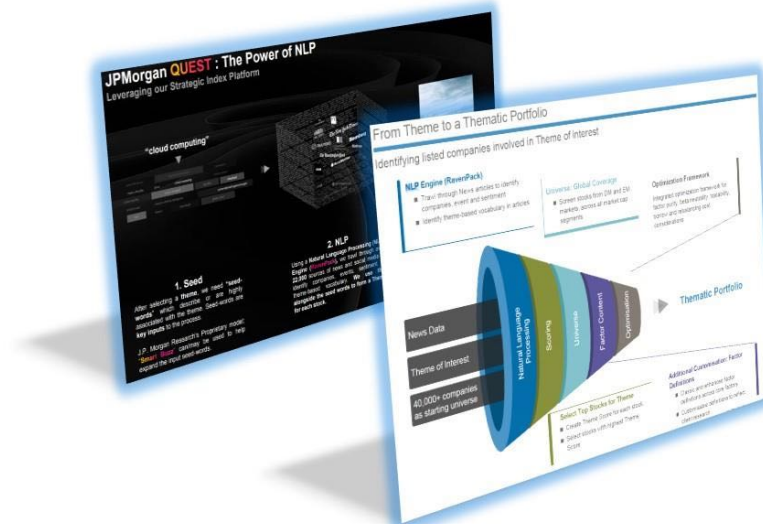 JPMorgan QUEST : The Power of NLP
Leveraging our Strategic Index Platform
"cloud computing"
1. Seed
After selecting a theme, we need "seed-
words" which describe or are highly
associated with the theme. Seed-words are
key inputs to the process.
J.P. Morgan Research's Proprietary model:
"Smart Buzz" can/may be used to help
expand the input seed-words.
2. NLP
Using a Natural Language Processing (NL
Engine (RavenPack), we trawl through o
22,000 sources of news and social media
identify companies, events, sentiment
theme-based vocabulary. We use
alongside the seed words to form a The
for each stock.
From Theme to a Thematic Portfolio
Identifying listed companies involved in Theme of Interest
NLP Engine (RavenPack)
Trawl through News articles to identify
companies, event and sentiment
Identify theme-based vocabulary in articles
Universe: Global Coverage
Screen stocks from DM and EM
markets, across all market cap
segments.
Optimization Framework
Integrated optimization framework for
factor purity, beta-neutrality, tradability,
borrow and rebalancing cost
considerations
News Data
Theme of Interest
40,000+ companies
as starting universe
Natural Language
Processing
Scoring
Universe
Factor Content
Optimisation
Thematic Portfolio
Select Top Stocks for Theme
Create Theme Score for each stock
Select stocks with highest Theme
Score
Additional Customisation: Factor
Definitions
Classic and enhanced factor
definitions across core factors
Customisable definitions to reflect
client research